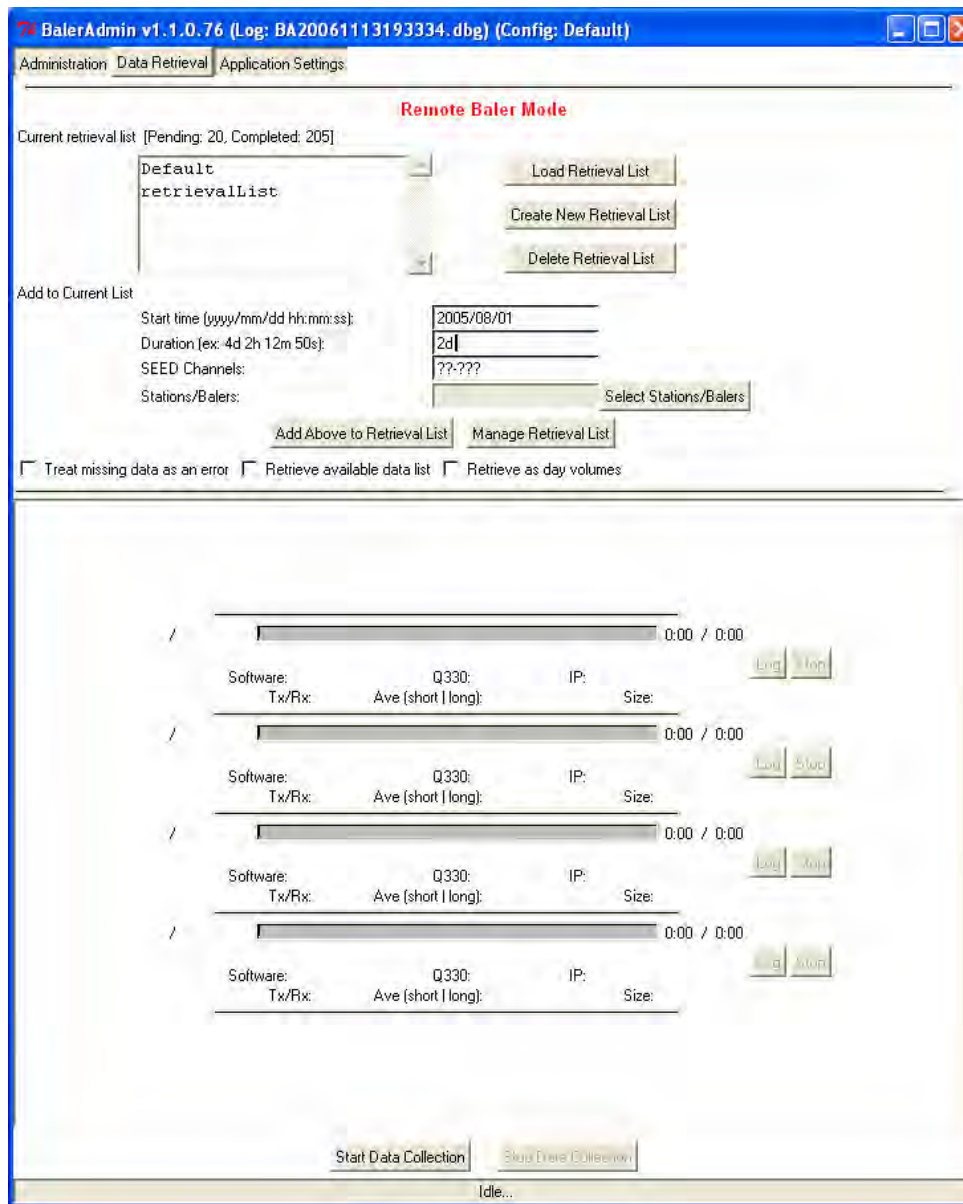 BalerAdmin v1.1.0.76 (Log: BA20061113193334.dbg) (Config: Default)
Administration Data Retrieval Application Settings
Remote Baler Mode
Current retrieval list [Pending: 20, Completed: 205]
Default
retrievalList
Load Retrieval List
Create New Retrieval List
Delete Retrieval List
Add to Current List
Start time (yyyy/mm/dd hh:mm:ss): 2005/08/01
Duration (ex: 4d 2h 12m 50s): 2d
SEED Channels: ??-???
Stations/Balers: Select Stations/Balers
Add Above to Retrieval List Manage Retrieval List
Treat missing data as an error Retrieve available data list Retrieve as day volumes
/ 0:00 / 0:00
Log Stop
Software: Q330: IP:
Tx/Rx: Ave (short | long): Size:
/ 0:00 / 0:00
Log Stop
Software: Q330: IP:
Tx/Rx: Ave (short | long): Size:
/ 0:00 / 0:00
Log Stop
Software: Q330: IP:
Tx/Rx: Ave (short | long): Size:
/ 0:00 / 0:00
Log Stop
Software: Q330: IP:
Tx/Rx: Ave (short | long): Size:
Start Data Collection Stop Data Collection
Idle...